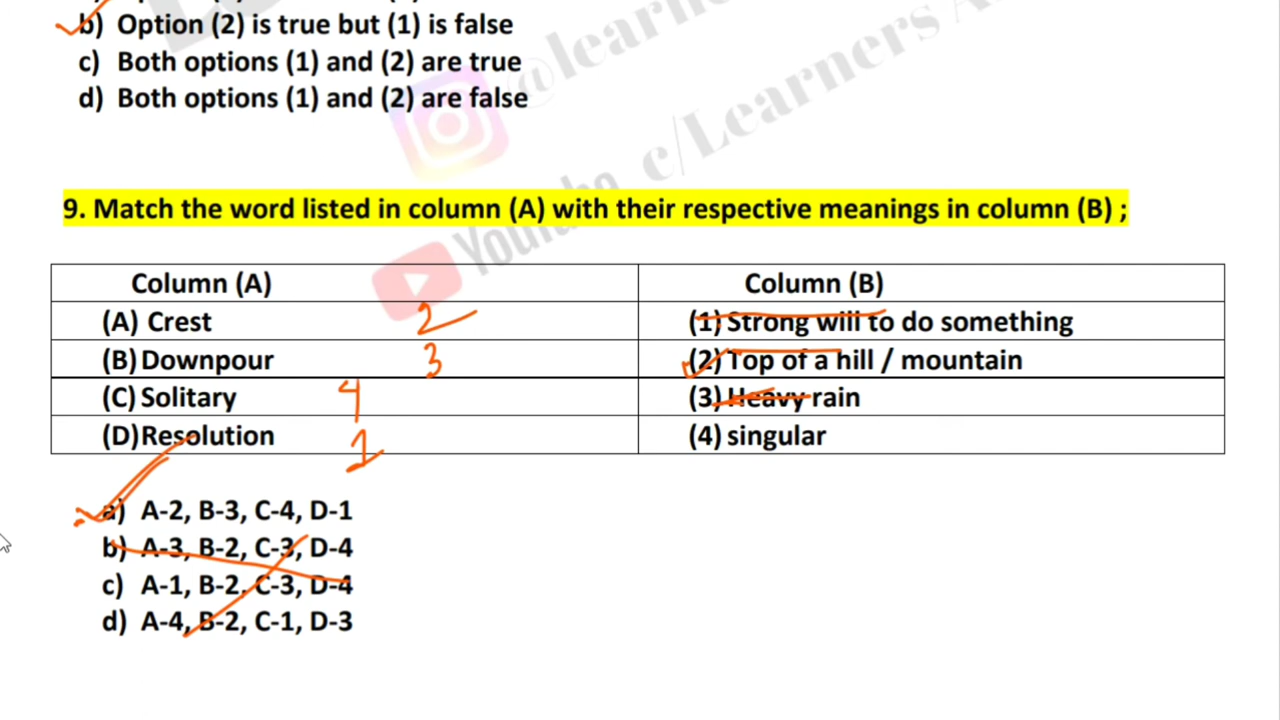 b) Option (2) is true but (1) is false
c) Both options (1) and (2) are true
d) Both options (1) and (2) are false
@learne
c/Learners A
Youtube
9. Match the word listed in column (A) with their respective meanings in column (B) ;
Column (A) Column (B)
(A) Crest 2 (1) Strong will to do something
(B) Downpour 3 (2) Top of a hill / mountain
(C) Solitary 4 (3) Heavy rain
(D) Resolution 1 (4) singular
a) A-2, B-3, C-4, D-1
b) A-3, B-2, C-3, D-4
c) A-1, B-2, C-3, D-4
d) A-4, B-2, C-1, D-3